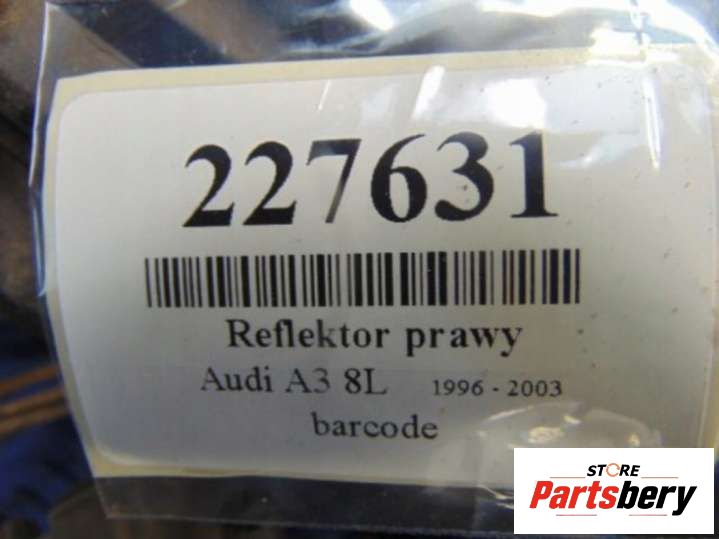 227631
Reflektor prawy
Audi A3 8L 1996 - 2003
barcode
STORE
Partsbery